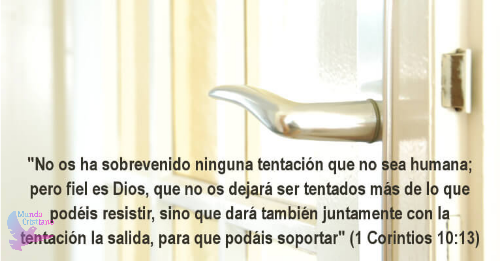 "No os ha sobrevenido ninguna tentación que no sea humana;
pero fiel es Dios, que no os dejará ser tentados más de lo que
podéis resistir, sino que dará también juntamente con la
tentación la salida, para que podáis soportar" (1 Corintios 10:13)
Mundo
Cristiano